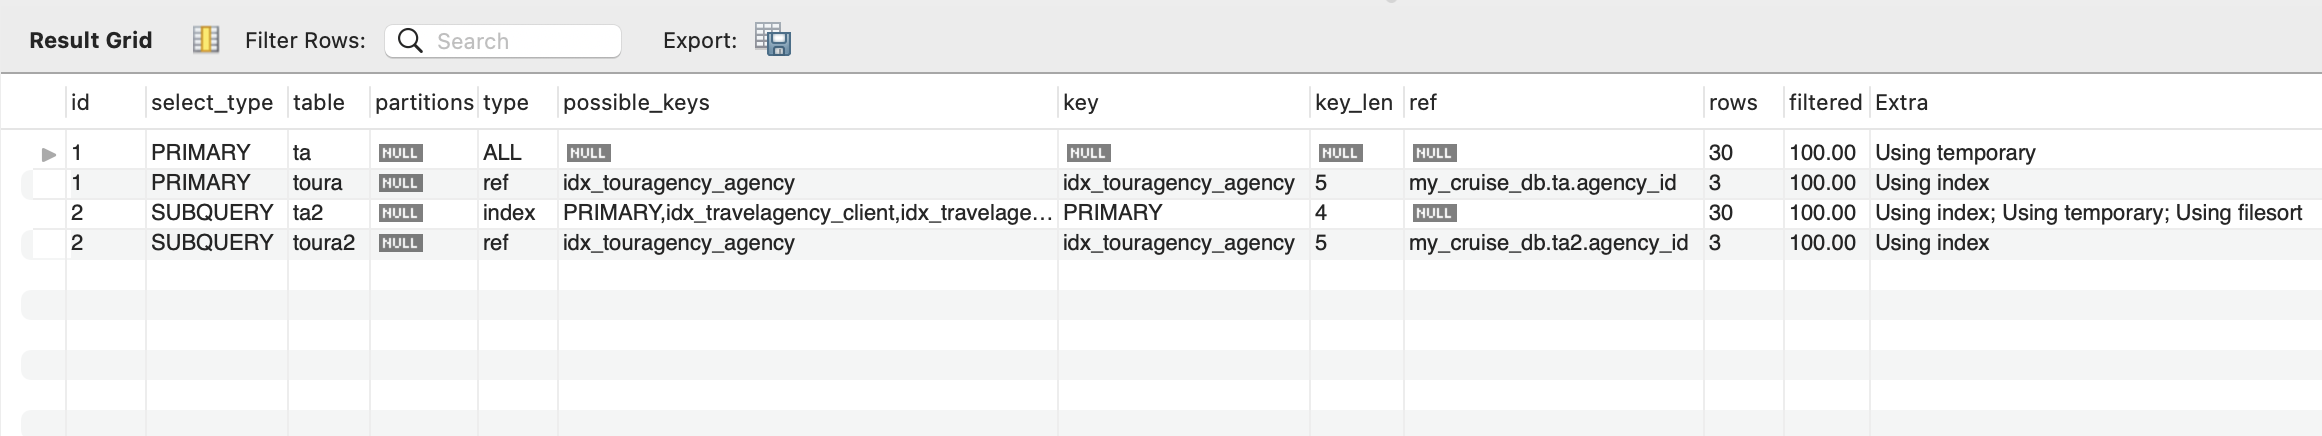 Result Grid Filter Rows: Search Export:
id select_type table partitions type possible_keys key key_len ref rows filtered Extra
1 PRIMARY ta NULL ALL NULL NULL NULL NULL 30 100.00 Using temporary
1 PRIMARY toura NULL ref idx_touragency_agency idx_touragency_agency 5 my_cruise_db.ta.agency_id 3 100.00 Using index
2 SUBQUERY ta2 NULL index PRIMARY,idx_travelagency_client,idx_travelage... PRIMARY 4 NULL 30 100.00 Using index; Using temporary; Using filesort
2 SUBQUERY toura2 NULL ref idx_touragency_agency idx_touragency_agency 5 my_cruise_db.ta2.agency_id 3 100.00 Using index